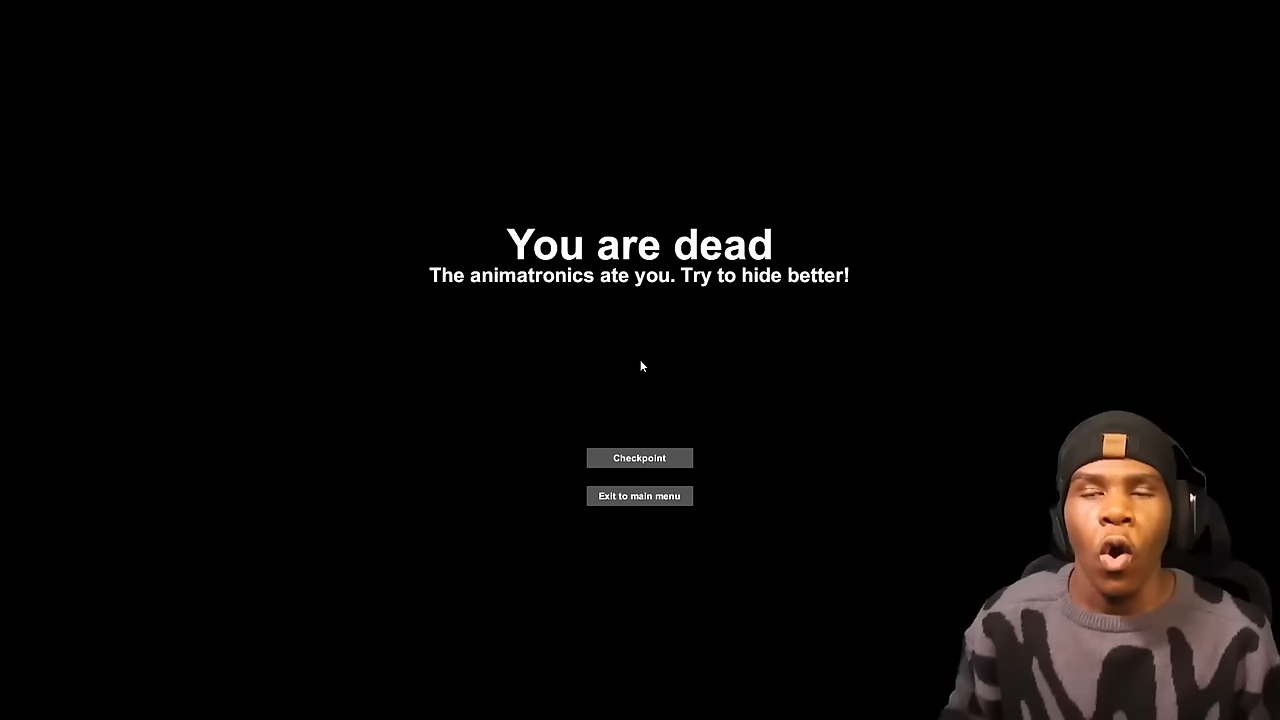 You are dead
The animatronics ate you. Try to hide better!
Checkpoint
Exit to main menu